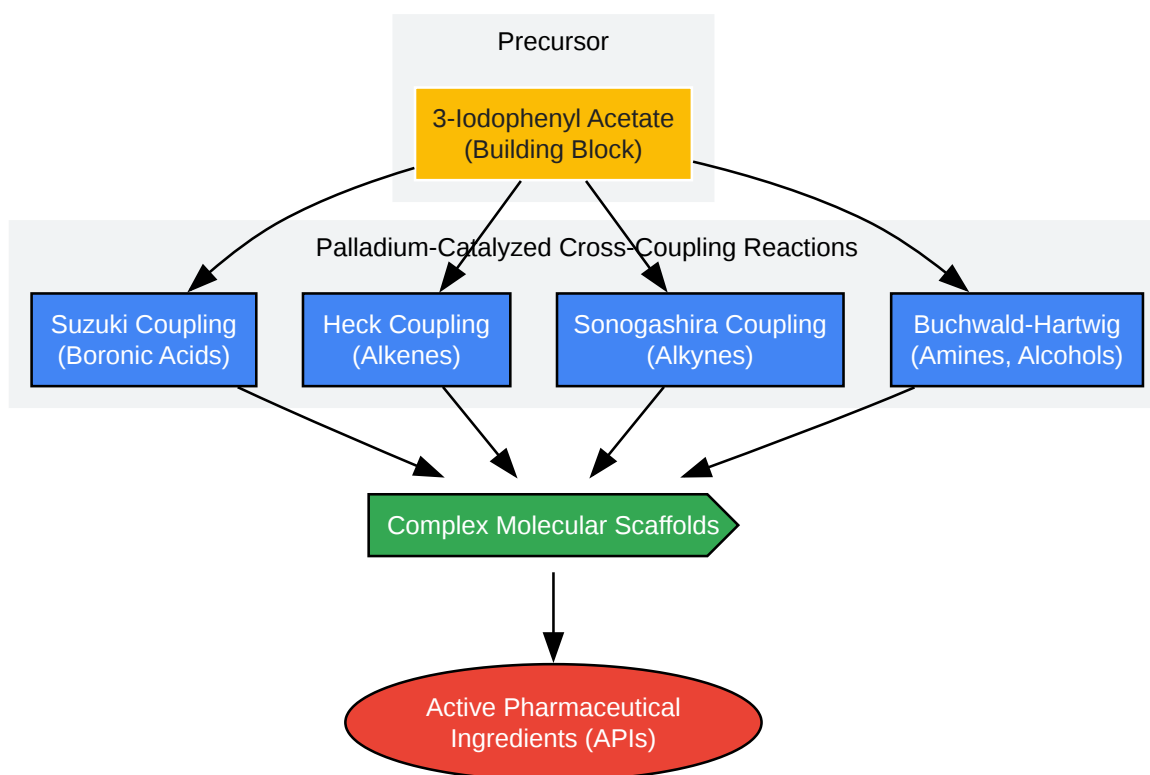 Precursor
3-Iodophenyl Acetate
(Building Block)
Palladium-Catalyzed Cross-Coupling Reactions
Suzuki Coupling
(Boronic Acids)
Heck Coupling
(Alkenes)
Sonogashira Coupling
(Alkynes)
Buchwald-Hartwig
(Amines, Alcohols)
Complex Molecular Scaffolds
Active Pharmaceutical
Ingredients (APIs)